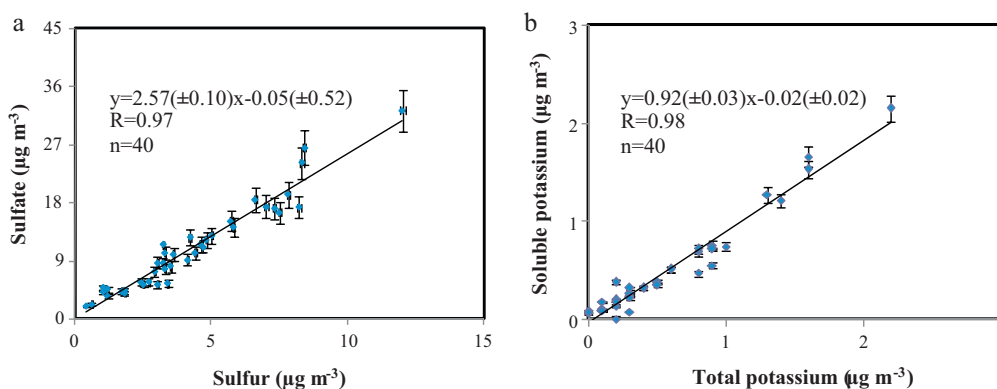 a
45
36
27
18
9
0
Sulfate (µg m-3)
y=2.57(±0.10)x-0.05(±0.52)
R=0.97
n=40
0 5 10 15
Sulfur (µg m-3)
b
3
2
1
0
Soluble potassium (µg m-3)
y=0.92(±0.03)x-0.02(±0.02)
R=0.98
n=40
0 1 2
Total potassium (µg m-3)